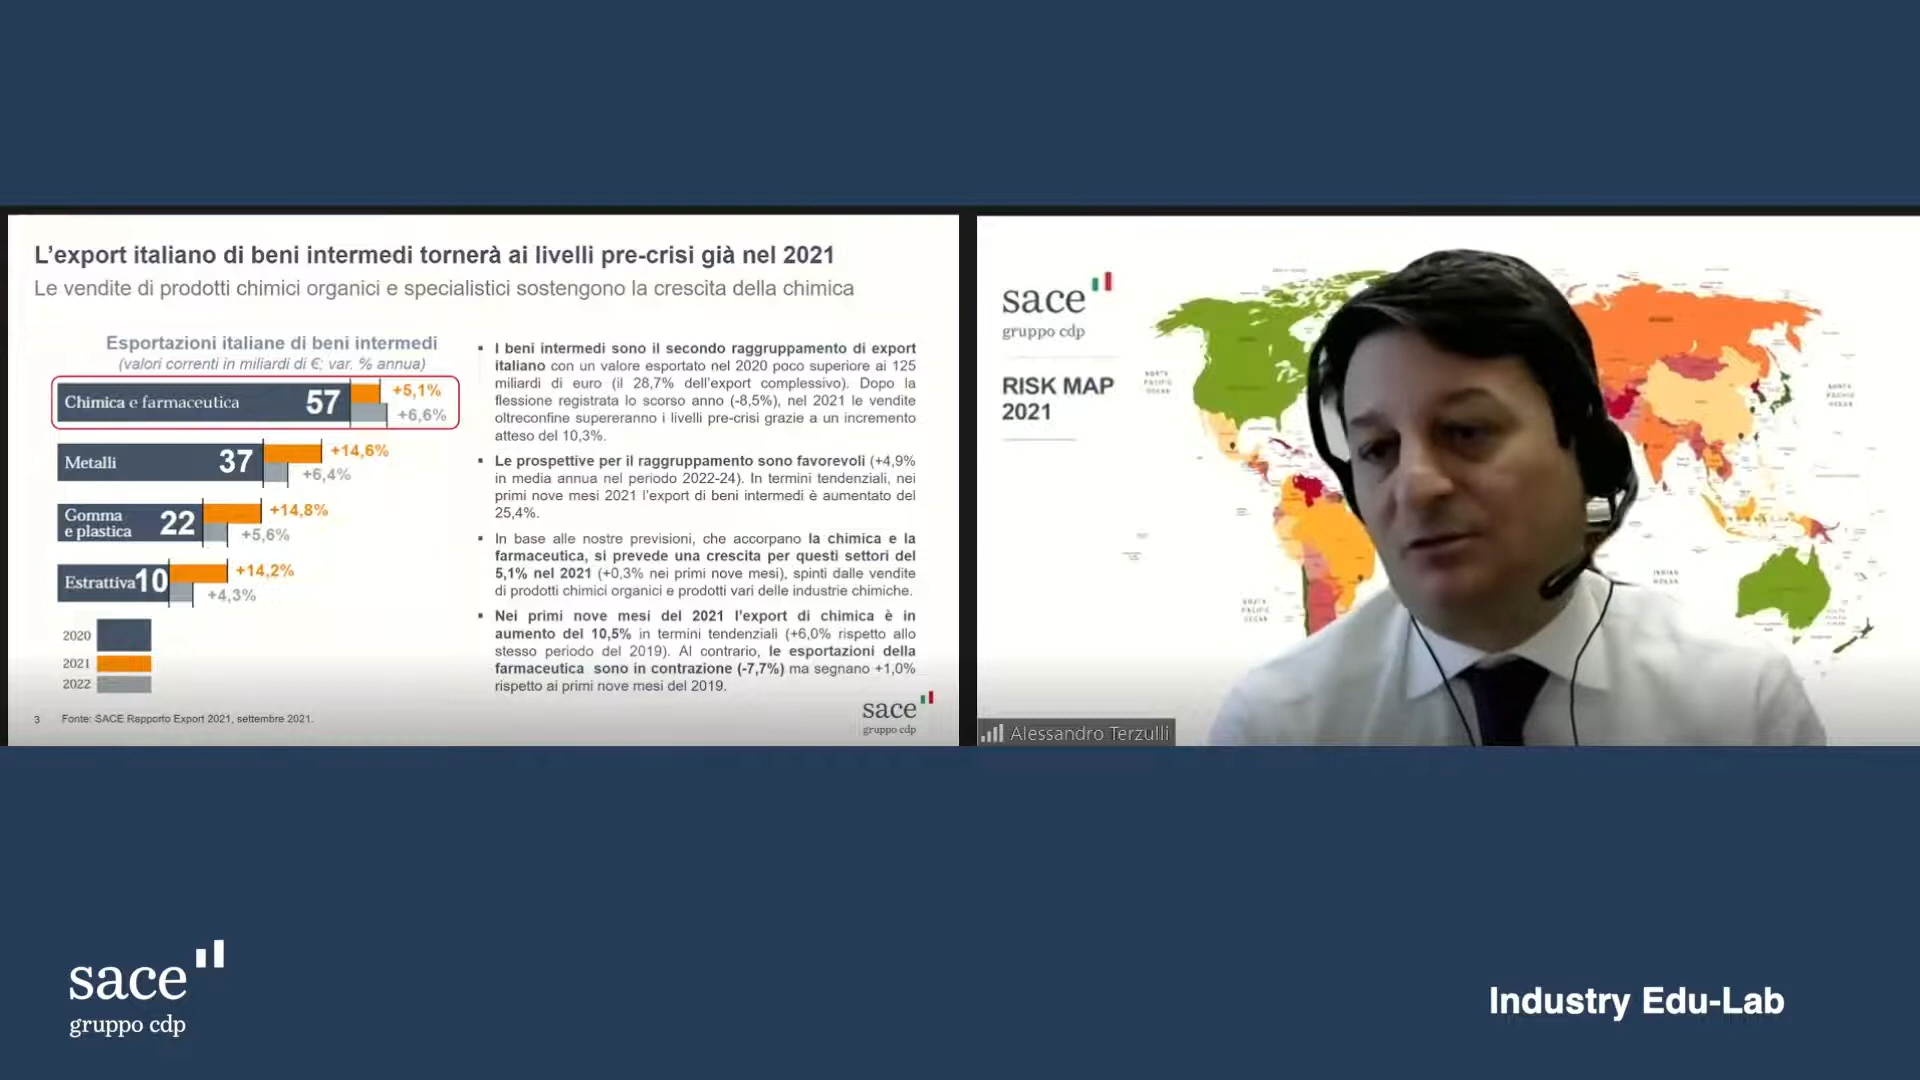 L'export italiano di beni intermedi tornerà ai livelli pre-crisi già nel 2021
Le vendite di prodotti chimici organici e specialistici sostengono la crescita della chimica
Esportazioni italiane di beni intermedi
(valori correnti in miliardi di €; var. % annua)
Chimica e farmaceutica 57 +5,1%
+6,6%
Metalli 37 +14,6%
+6,4%
Gomma
e plastica 22 +14,8%
+5,6%
Estrattiva 10 +14,2%
+4,3%
2020
2021
2022
▪ I beni intermedi sono il secondo raggruppamento di export
italiano con un valore esportato nel 2020 poco superiore ai 125
miliardi di euro (il 28,7% dell'export complessivo). Dopo la
flessione registrata lo scorso anno (-8,5%), nel 2021 le vendite
oltreconfine supereranno i livelli pre-crisi grazie a un incremento
atteso del 10,3%.
▪ Le prospettive per il raggruppamento sono favorevoli (+4,9%
in media annua nel periodo 2022-24). In termini tendenziali, nei
primi nove mesi 2021 l'export di beni intermedi è aumentato del
25,4%.
▪ In base alle nostre previsioni, che accorpano la chimica e la
farmaceutica, si prevede una crescita per questi settori del
5,1% nel 2021 (+0,3% nei primi nove mesi), spinti dalle vendite
di prodotti chimici organici e prodotti vari delle industrie chimiche.
▪ Nei primi nove mesi del 2021 l'export di chimica è in
aumento del 10,5% in termini tendenziali (+6,0% rispetto allo
stesso periodo del 2019). Al contrario, le esportazioni della
farmaceutica sono in contrazione (-7,7%) ma segnano +1,0%
rispetto ai primi nove mesi del 2019.
3 Fonte: SACE Rapporto Export 2021, settembre 2021.
sace
gruppo cdp
sace
gruppo cdp
RISK MAP
2021
NORTH
PACIFIC
OCEAN
NORTH
PACIFIC
OCEAN
SOUTH
PACIFIC
OCEAN
INDIAN
OCEAN
Alessandro Terzulli
sace
gruppo cdp
Industry Edu-Lab